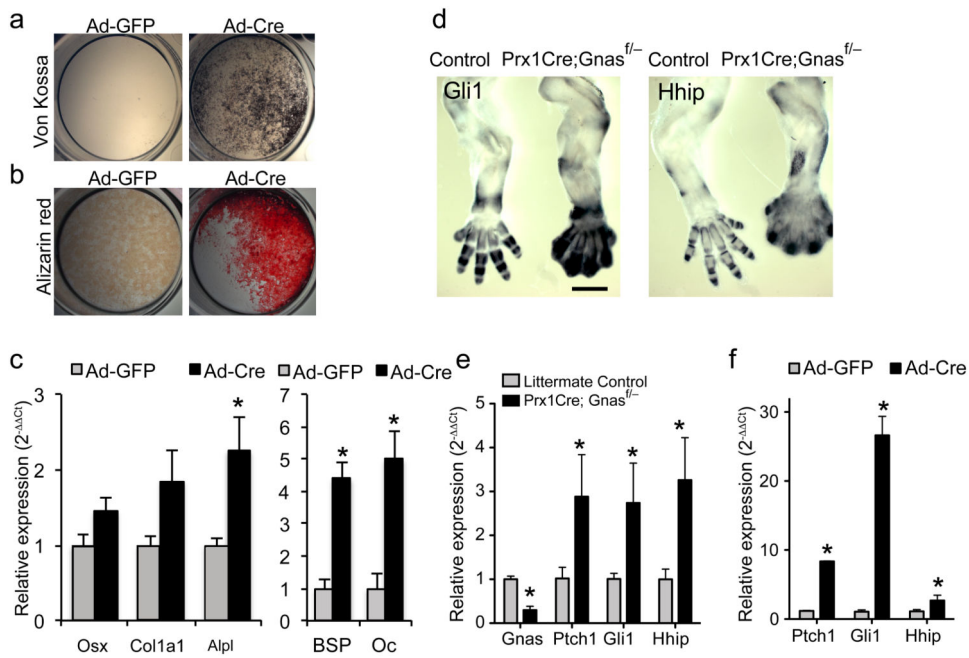 a
Ad-GFP Ad-Cre
Von Kossa
b
Ad-GFP Ad-Cre
Alizarin red
c
Ad-GFP Ad-Cre Ad-GFP Ad-Cre
Relative expression (2-ΔΔCt)
3
2
1
0
*
Osx Col1a1 Alpl
7
6
5
4
3
2
1
0
* *
BSP Oc
d
Control Prx1Cre;Gnasf/–
Gli1
Control Prx1Cre;Gnasf/–
Hhip
e
Littermate Control
Prx1Cre; Gnasf/–
Relative expression (2-ΔΔCt)
5
4
3
2
1
0
* * * *
Gnas Ptch1 Gli1 Hhip
f
Ad-GFP Ad-Cre
Relative expression (2-ΔΔCt)
30
20
10
0
* * *
Ptch1 Gli1 Hhip